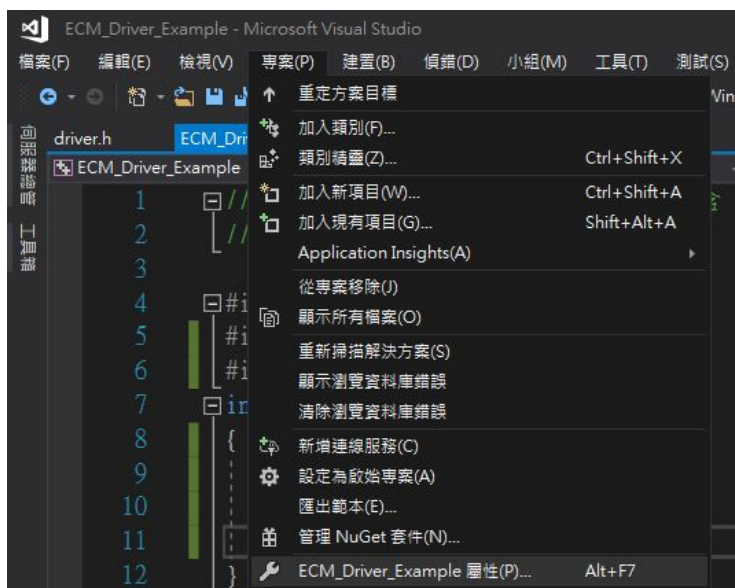 ECM_Driver_Example - Microsoft Visual Studio
檔案(F) 編輯(E) 檢視(V) 專案(P) 建置(B) 偵錯(D) 小組(M) 工具(T) 測試(S)
重定方案目標
加入類別(F)...
類別精靈(Z)... Ctrl+Shift+X
加入新項目(W)... Ctrl+Shift+A
加入現有項目(G)... Shift+Alt+A
Application Insights(A)
從專案移除(J)
顯示所有檔案(O)
重新掃描解決方案(S)
顯示瀏覽資料庫錯誤
清除瀏覽資料庫錯誤
新增連線服務(C)
設定為啟始專案(A)
匯出範本(E)...
管理 NuGet 套件(N)...
ECM_Driver_Example 屬性(P)... Alt+F7
伺服器總管
工具箱
driver.h ECM_Dri
ECM_Driver_Example
1 //
2 //
3
4 #i
5 #i
6 #i
7 in
8 {
9
10
11
12 }